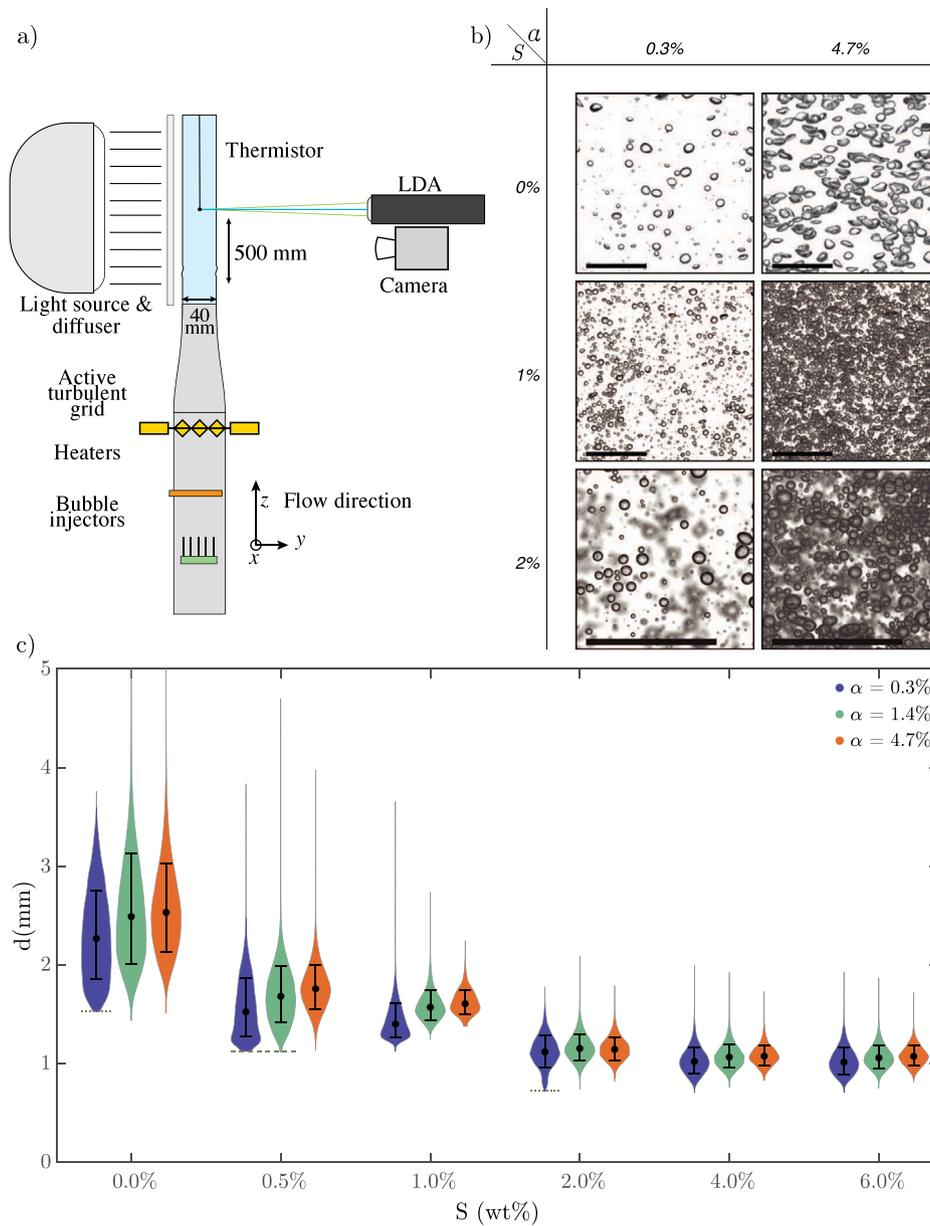 a)
Thermistor
LDA
500 mm
Camera
Light source &
diffuser
40
mm
Active
turbulent
grid
Heaters
Bubble
injectors
z
Flow direction
y
x
b)
α
S
0.3%
4.7%
0%
1%
2%
c)
α = 0.3%
α = 1.4%
α = 4.7%
d(mm)
5
4
3
2
1
0
0.0%
0.5%
1.0%
2.0%
4.0%
6.0%
S (wt%)